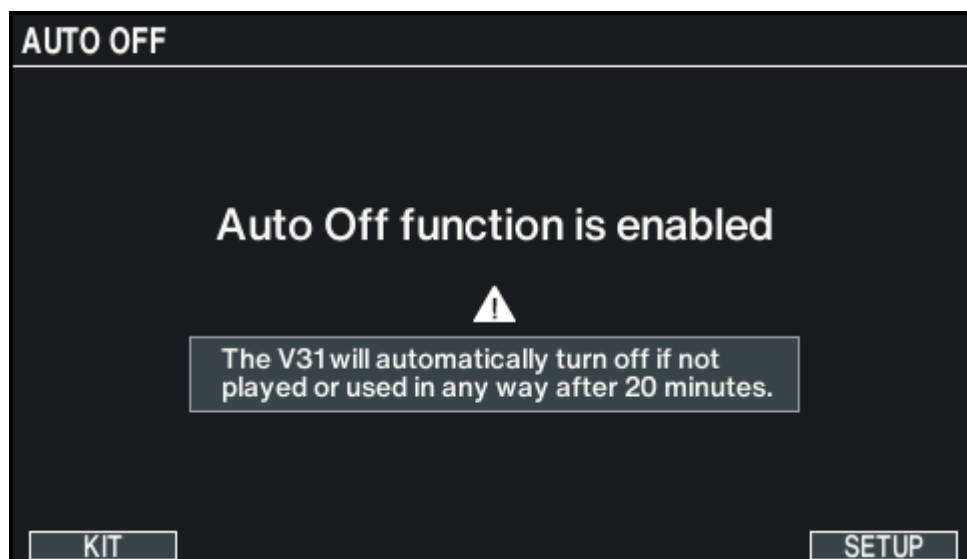 AUTO OFF
Auto Off function is enabled
The V31 will automatically turn off if not
played or used in any way after 20 minutes.
KIT
SETUP